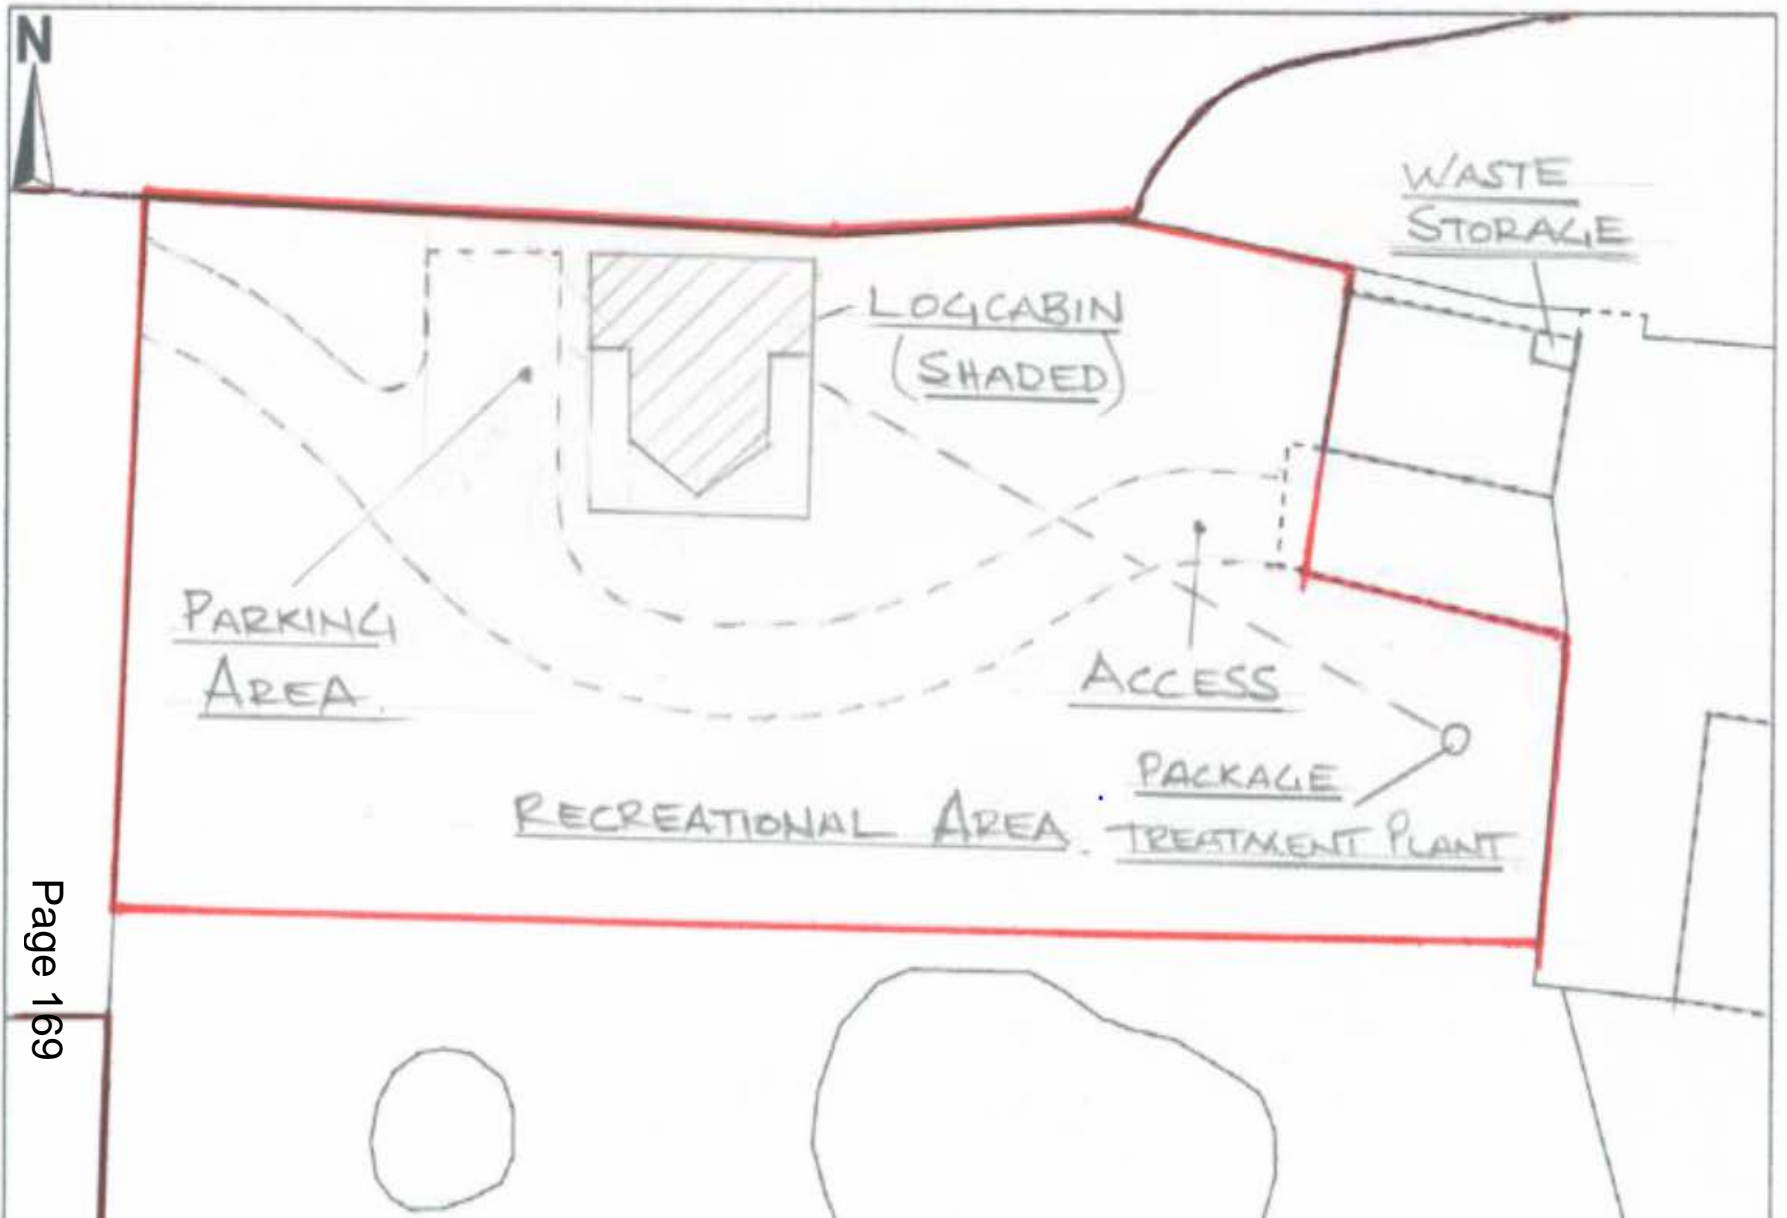 N
WASTE
STORAGE
LOGCABIN
(SHADED)
PARKING
AREA.
ACCESS
PACKAGE
TREATMENT PLANT
RECREATIONAL AREA.
Page 169